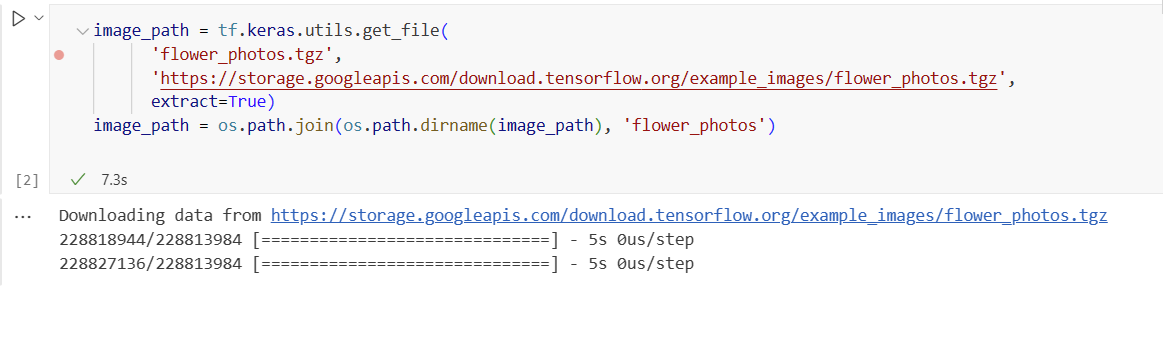 image_path = tf.keras.utils.get_file(
'flower_photos.tgz',
'https://storage.googleapis.com/download.tensorflow.org/example_images/flower_photos.tgz',
extract=True)
image_path = os.path.join(os.path.dirname(image_path), 'flower_photos')
[2] 7.3s
... Downloading data from https://storage.googleapis.com/download.tensorflow.org/example_images/flower_photos.tgz
228818944/228813984 [==============================] - 5s 0us/step
228827136/228813984 [==============================] - 5s 0us/step